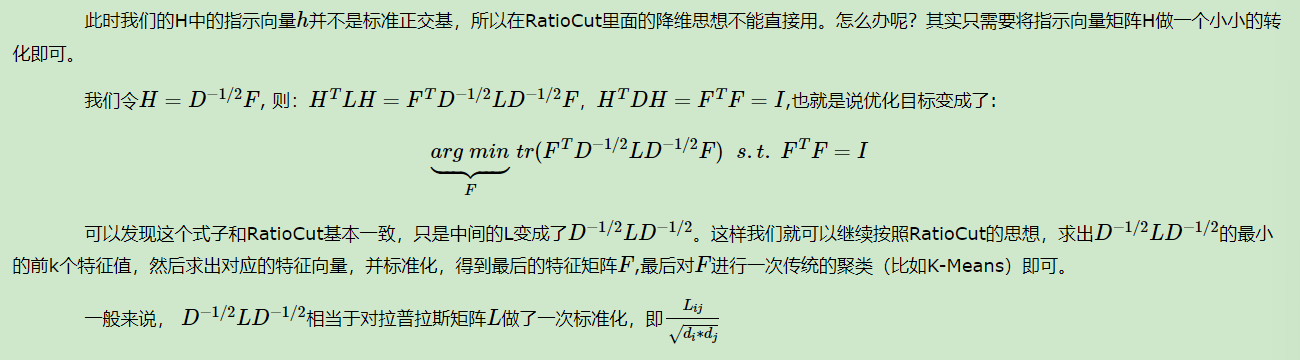 此时我们的H中的指示向量h并不是标准正交基，所以在RatioCut里面的降维思想不能直接用。怎么办呢？其实只需要将指示向量矩阵H做一个小小的转
化即可。
我们令H = D^{-1/2}F, 则：H^T LH = F^T D^{-1/2}LD^{-1/2}F，H^T DH = F^T F = I,也就是说优化目标变成了:
\underbrace{arg min}_F tr(F^T D^{-1/2}LD^{-1/2}F) s.t. F^T F = I
可以发现这个式子和RatioCut基本一致，只是中间的L变成了D^{-1/2}LD^{-1/2}。这样我们就可以继续按照RatioCut的思想，求出D^{-1/2}LD^{-1/2}的最小
的前k个特征值，然后求出对应的特征向量，并标准化，得到最后的特征矩阵F,最后对F进行一次传统的聚类（比如K-Means）即可。
一般来说， D^{-1/2}LD^{-1/2}相当于对拉普拉斯矩阵L做了一次标准化，即\frac{L_{ij}}{\sqrt{d_i*d_j}}